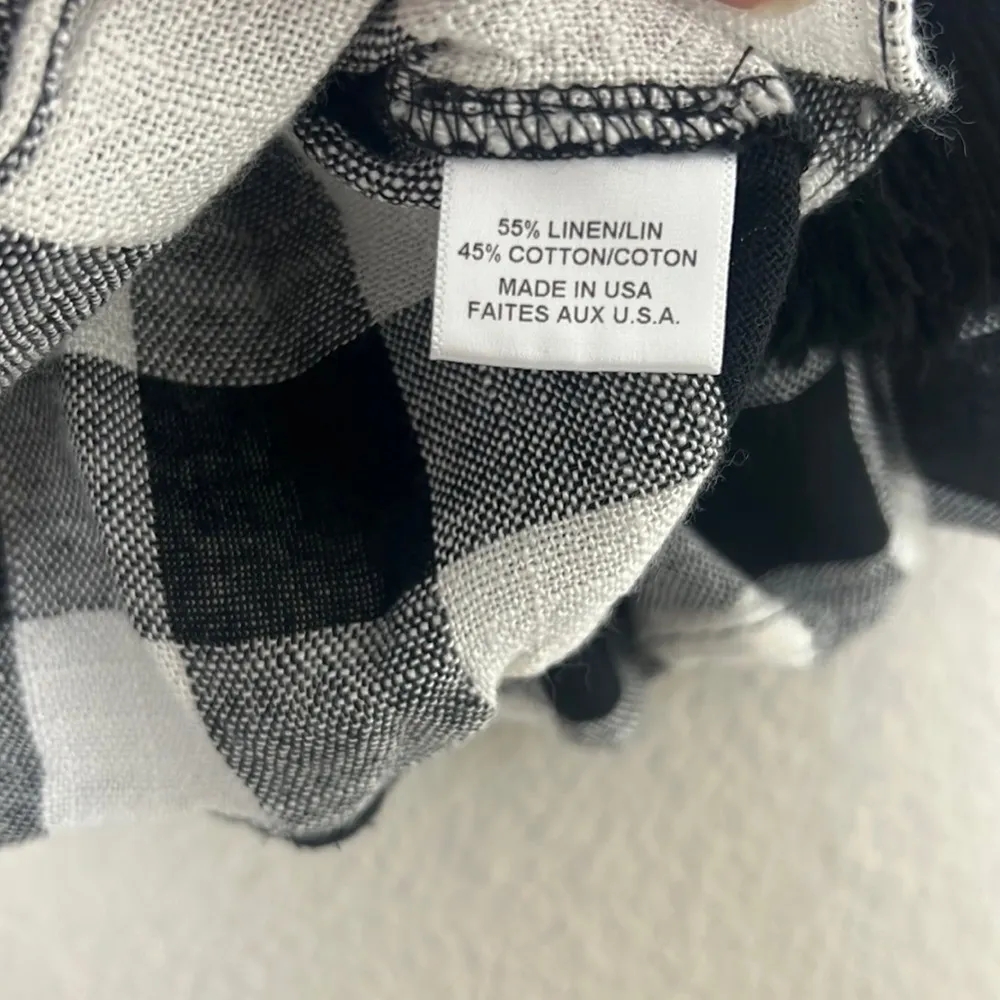 55% LINEN/LIN
45% COTTON/COTON
MADE IN USA
FAITES AUX U.S.A.